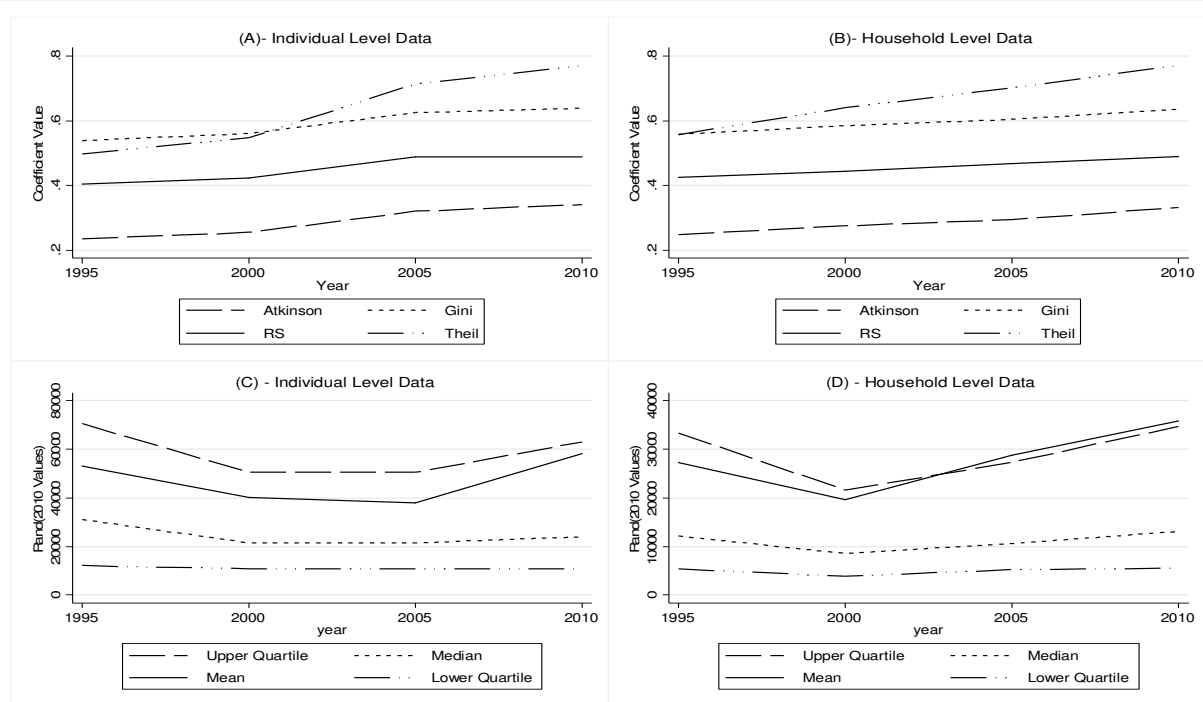 (A)- Individual Level Data
Coefficient Value
.8
.6
.4
.2
1995 2000 2005 2010
Year
Atkinson Gini
RS Theil
(B)- Household Level Data
Coefficient Value
.8
.6
.4
.2
1995 2000 2005 2010
Year
Atkinson Gini
RS Theil
(C) - Individual Level Data
Rand(2010 Values)
80000
60000
40000
20000
0
1995 2000 2005 2010
year
Upper Quartile Median
Mean Lower Quartile
(D) - Household Level Data
Rand(2010 Values)
40000
30000
20000
10000
0
1995 2000 2005 2010
year
Upper Quartile Median
Mean Lower Quartile